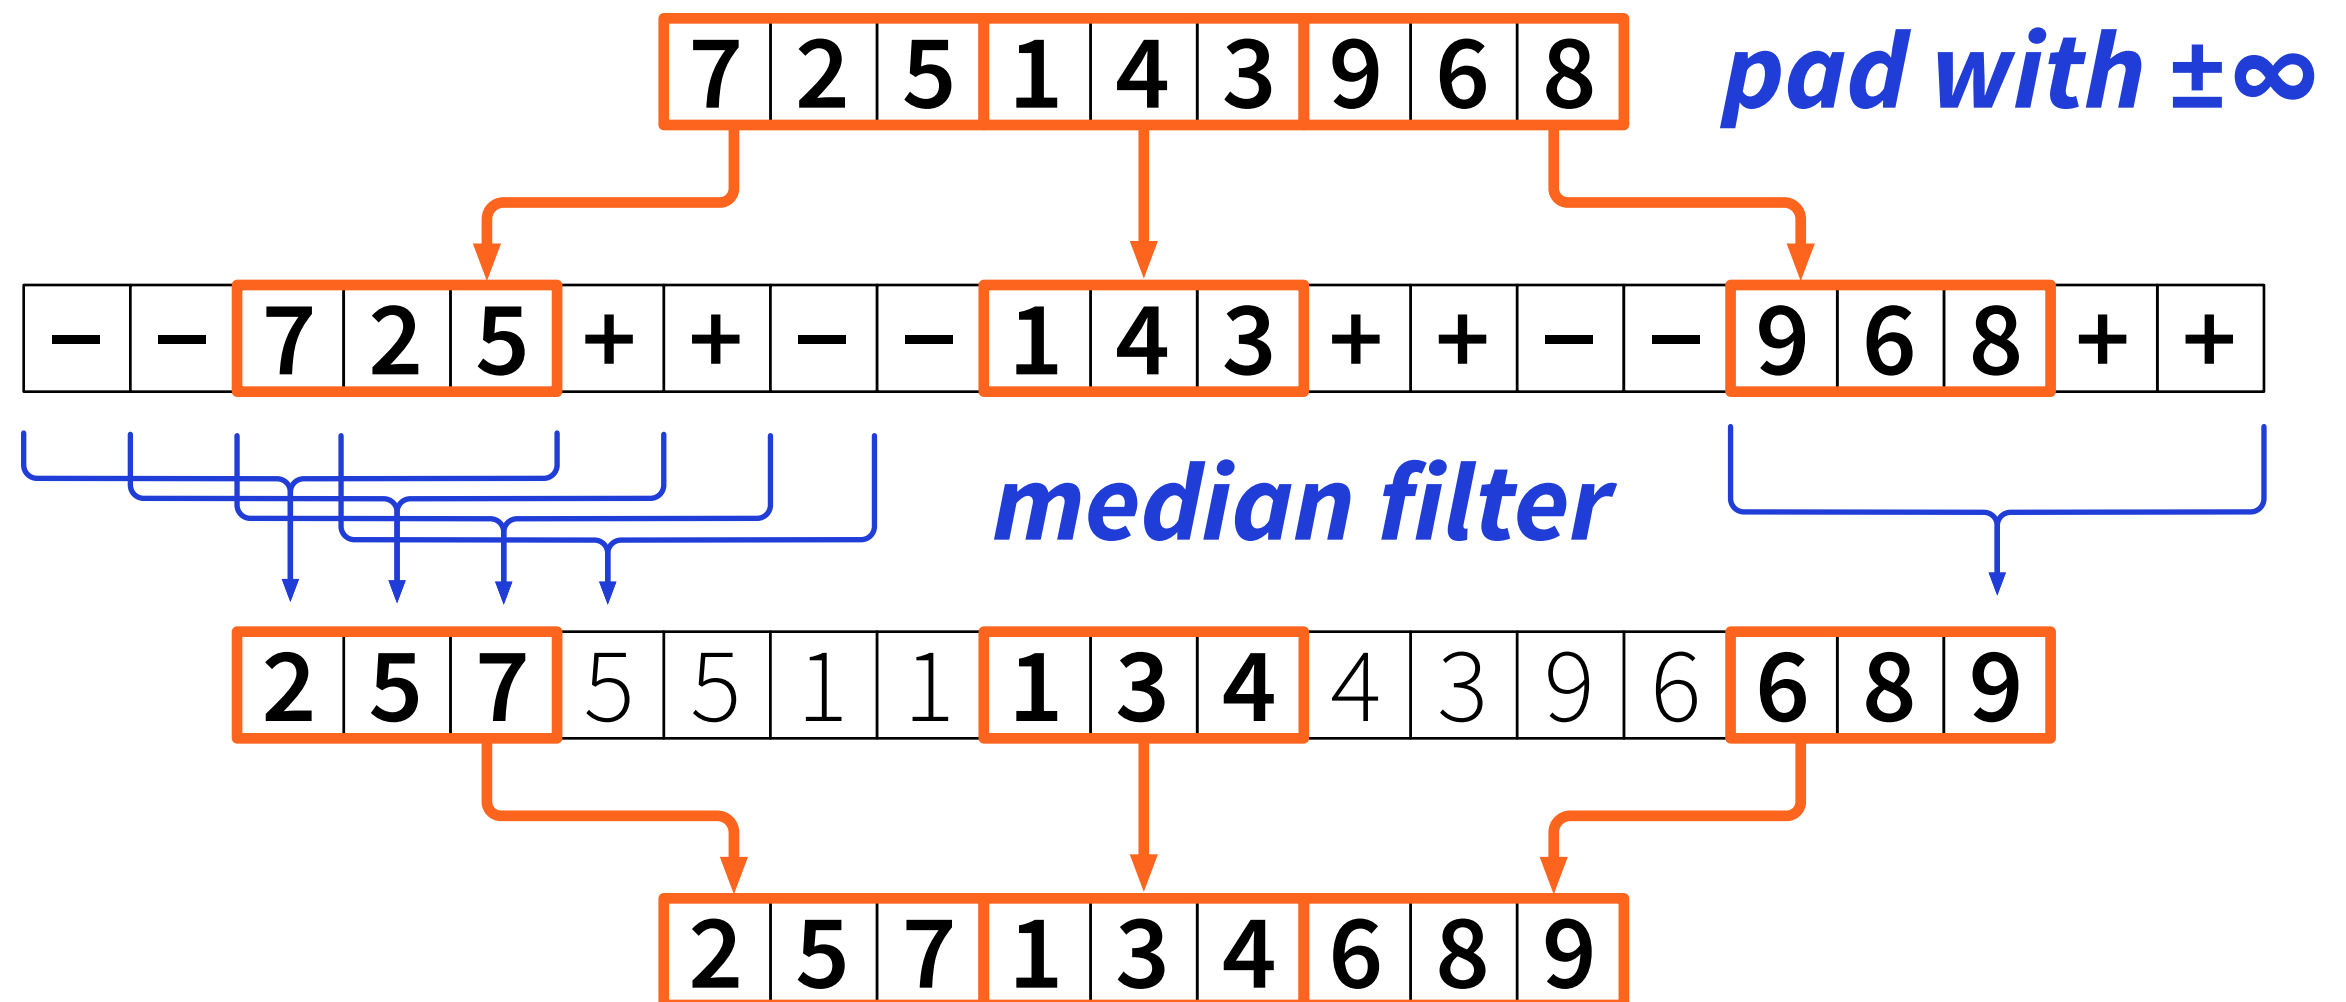 7 2 5 1 4 3 9 6 8
pad with ±∞
− − 7 2 5 + + − − 1 4 3 + + − − 9 6 8 + +
median filter
2 5 7 5 5 1 1 1 3 4 4 3 9 6 6 8 9
2 5 7 1 3 4 6 8 9